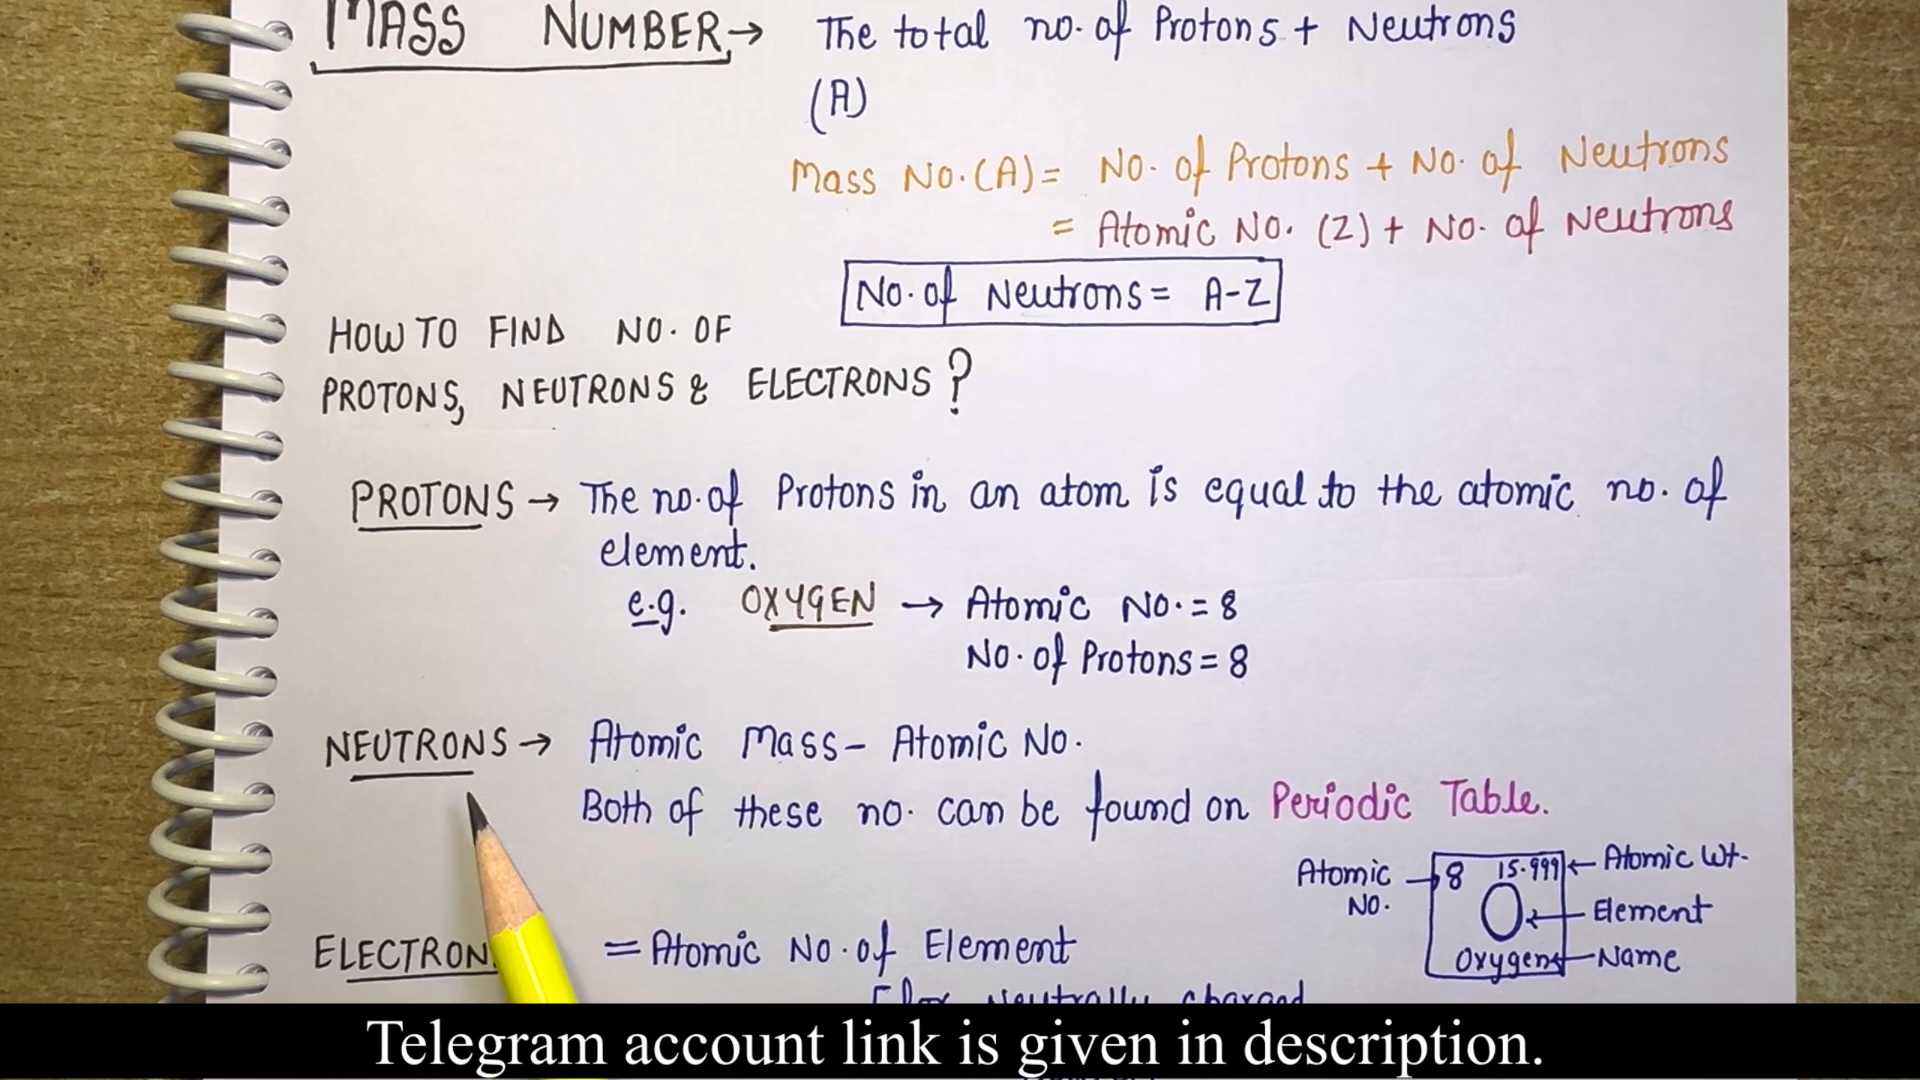 MASS NUMBER → The total no. of Protons + Neutrons
(A)
Mass No.(A) = No. of Protons + No. of Neutrons
= Atomic No. (Z) + No. of Neutrons
No. of Neutrons = A-Z
HOW TO FIND NO. OF
PROTONS, NEUTRONS & ELECTRONS?
PROTONS → The no. of Protons in an atom is equal to the atomic no. of
element.
e.g. OXYGEN → Atomic No. = 8
No. of Protons = 8
NEUTRONS → Atomic Mass - Atomic No.
Both of these no. can be found on Periodic Table.
Atomic No. → 8 15.999 ← Atomic Wt.
O ← Element
Oxygen ← Name
ELECTRON = Atomic No. of Element
neutrally charged
Telegram account link is given in description.